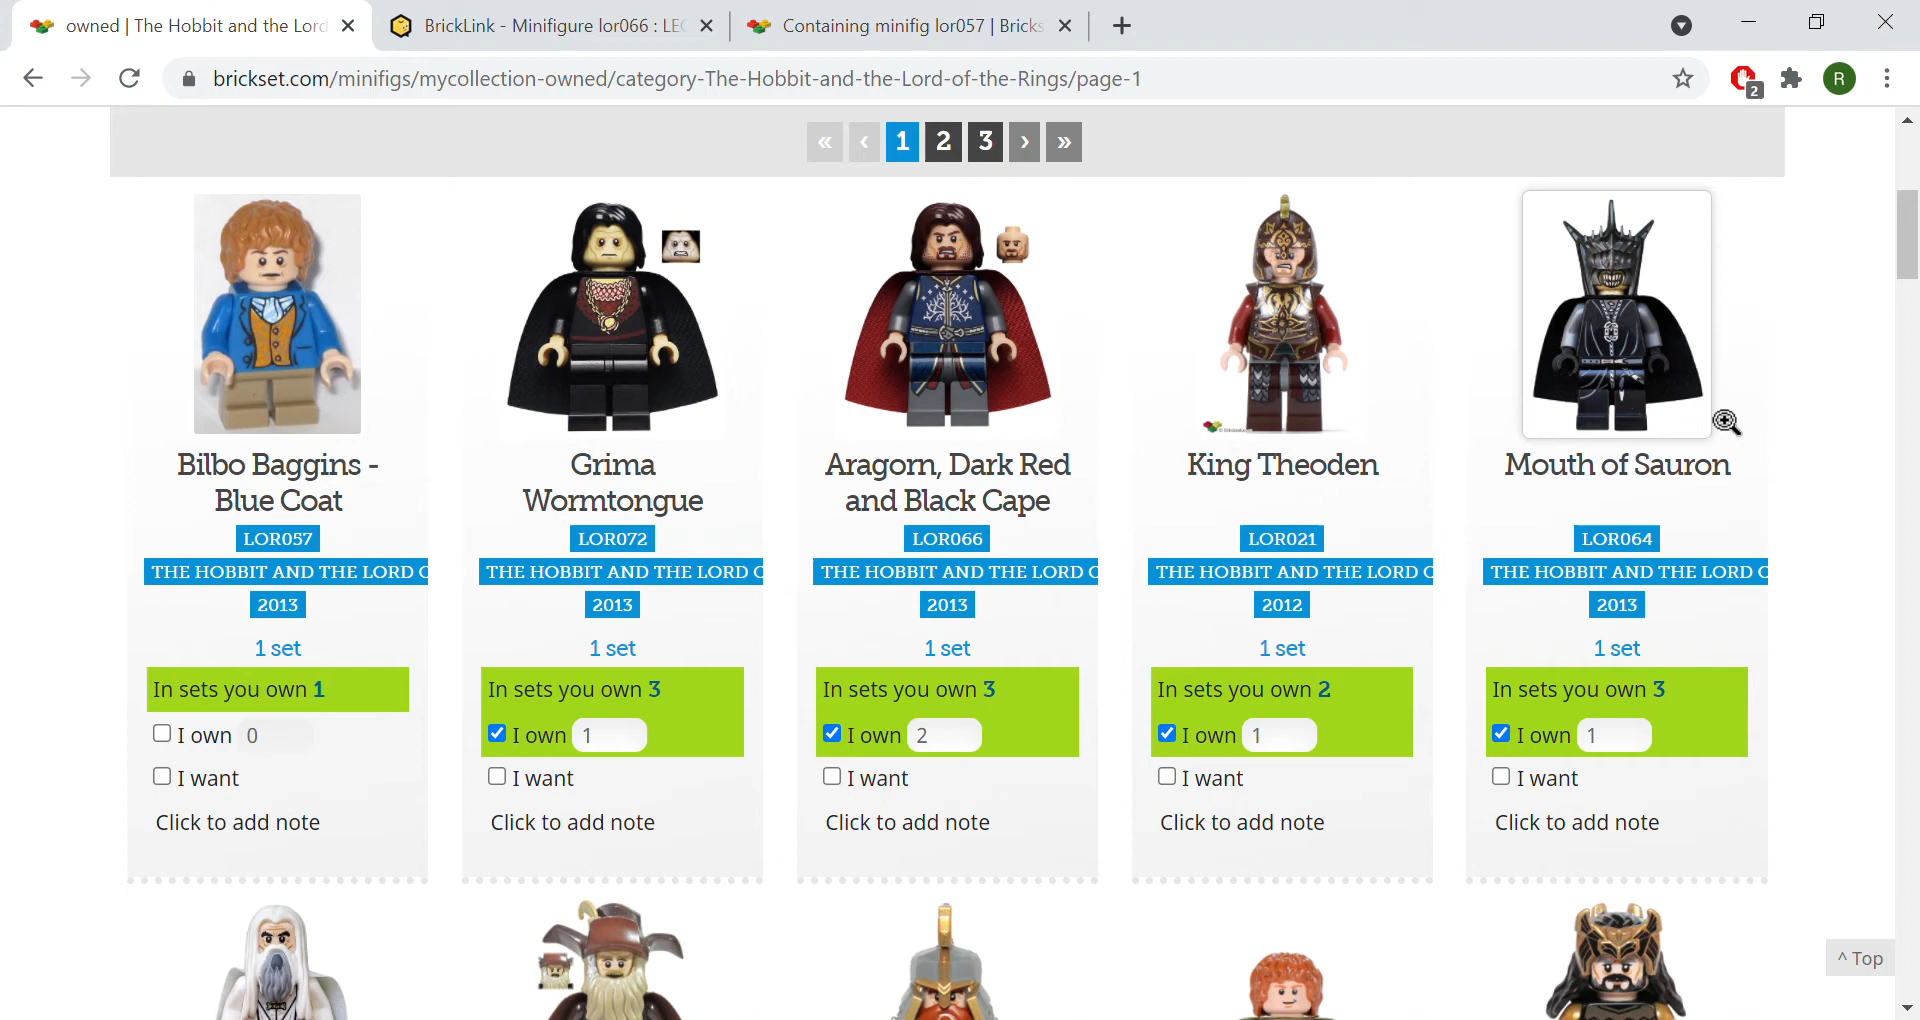 owned | The Hobbit and the Lord
BrickLink - Minifigure lor066 : LE
Containing minifig lor057 | Bricks
brickset.com/minifigs/mycollection-owned/category-The-Hobbit-and-the-Lord-of-the-Rings/page-1
2
R
« ‹ 1 2 3 › »
Bilbo Baggins -
Blue Coat
LOR057
THE HOBBIT AND THE LORD O
2013
1 set
In sets you own 1
I own 0
I want
Click to add note
Grima
Wormtongue
LOR072
THE HOBBIT AND THE LORD O
2013
1 set
In sets you own 3
I own 1
I want
Click to add note
Aragorn, Dark Red
and Black Cape
LOR066
THE HOBBIT AND THE LORD O
2013
1 set
In sets you own 3
I own 2
I want
Click to add note
King Theoden
LOR021
THE HOBBIT AND THE LORD O
2012
1 set
In sets you own 2
I own 1
I want
Click to add note
Mouth of Sauron
LOR064
THE HOBBIT AND THE LORD O
2013
1 set
In sets you own 3
I own 1
I want
Click to add note
^ Top